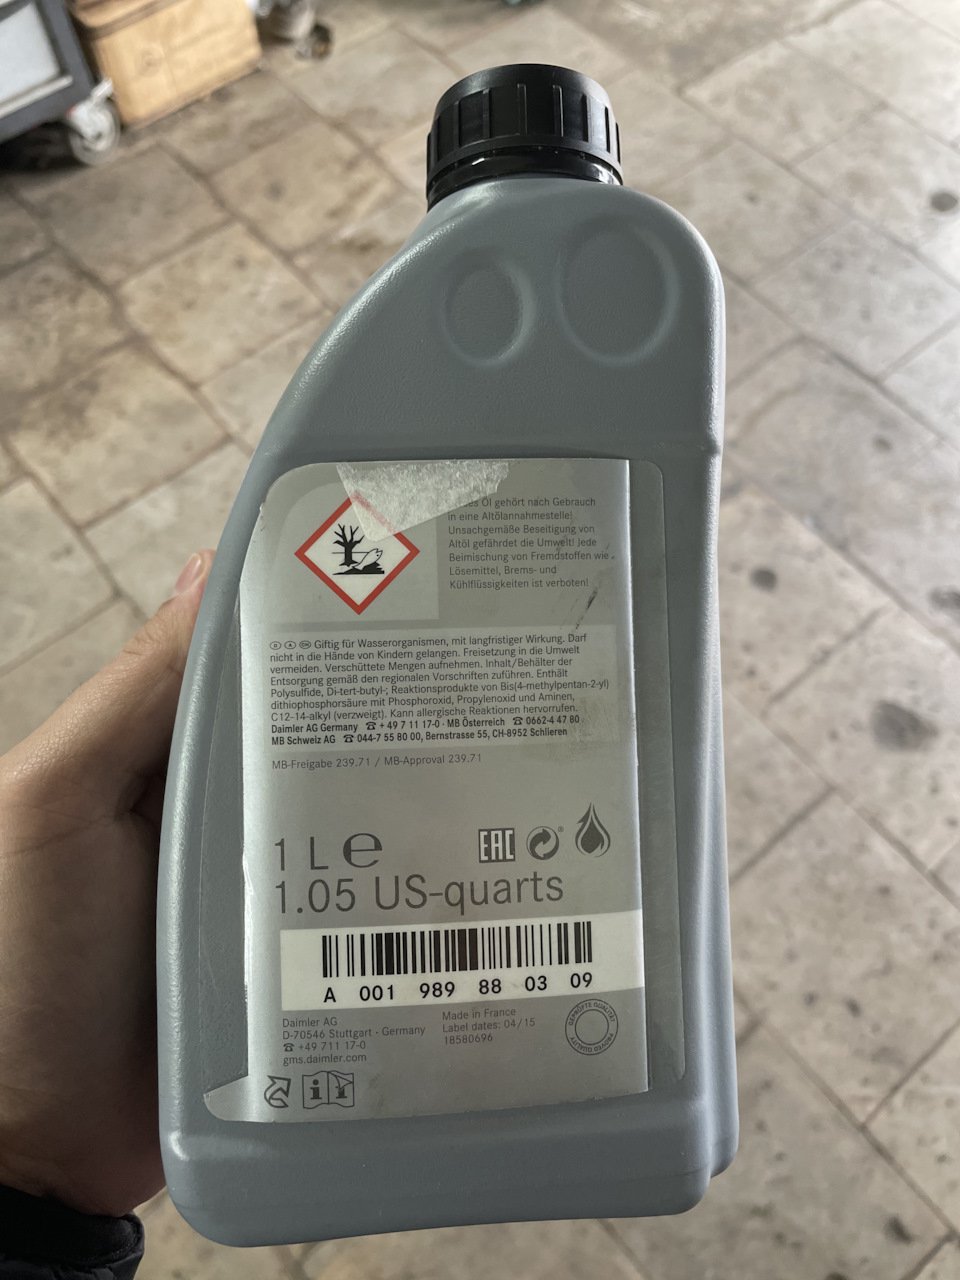 Öl gehört nach Gebrauch
in eine Altölannahmestelle!
Unsachgemäße Beseitigung von
Altöl gefährdet die Umwelt! Jede
Beimischung von Fremdstoffen wie
Lösemittel, Brems- und
Kühlflüssigkeiten ist verboten!
D A CH Giftig für Wasserorganismen, mit langfristiger Wirkung. Darf
nicht in die Hände von Kindern gelangen. Freisetzung in die Umwelt
vermeiden. Verschüttete Mengen aufnehmen. Inhalt/Behälter der
Entsorgung gemäß den regionalen Vorschriften zuführen. Enthält
Polysulfide, Di-tert-butyl-; Reaktionsprodukte von Bis(4-methylpentan-2-yl)
dithiophosphorsäure mit Phosphoroxid, Propylenoxid und Aminen,
C12-14-alkyl (verzweigt). Kann allergische Reaktionen hervorrufen.
Daimler AG Germany ☎ +49 7 11 17-0 · MB Österreich ☎ 0662-4 47 80
MB Schweiz AG ☎ 044-7 55 80 00, Bernstrasse 55, CH-8952 Schlieren
MB-Freigabe 239.71 / MB-Approval 239.71
1 L e
EAC
1.05 US-quarts
A 001 989 88 03 09
Daimler AG
D-70546 Stuttgart · Germany
☎ +49 711 17-0
gms.daimler.com
Made in France
Label dates: 04/15
18580696
GEPRÜFTE QUALITÄT
PROVED QUALITY